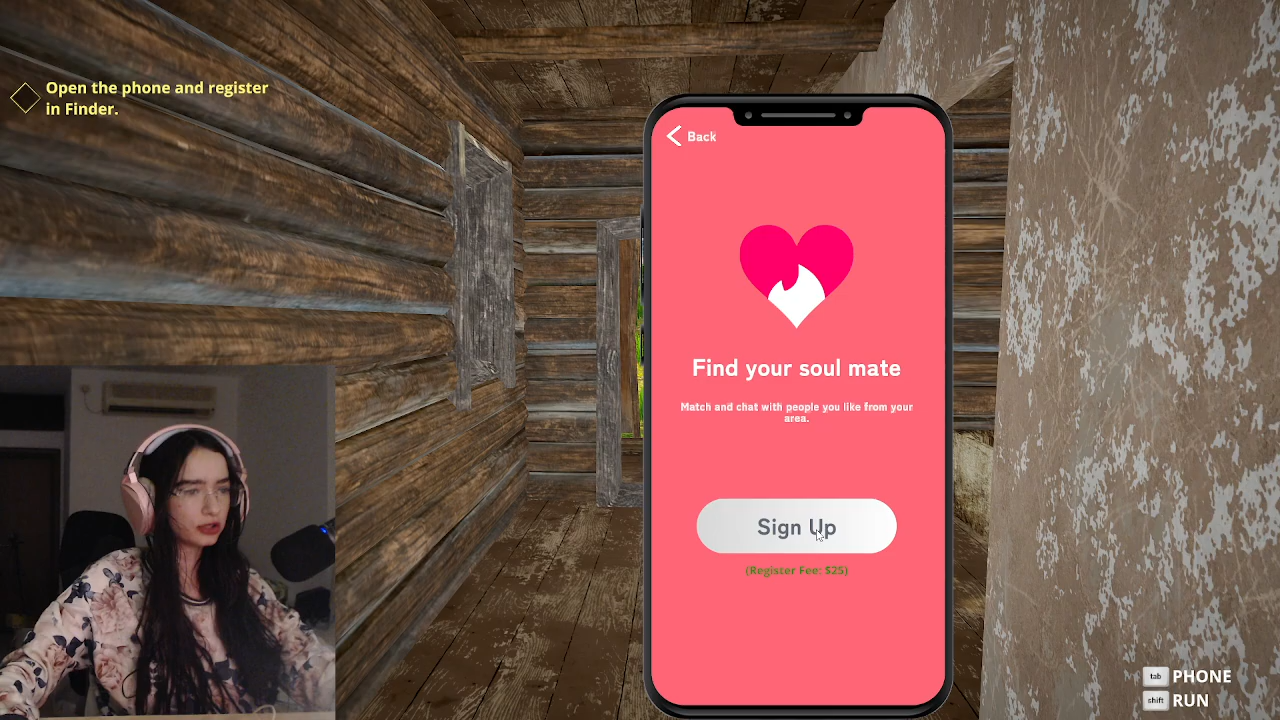 Open the phone and register
in Finder.
Back
Find your soul mate
Match and chat with people you like from your
area.
Sign Up
(Register Fee: $25)
tab PHONE
shift RUN